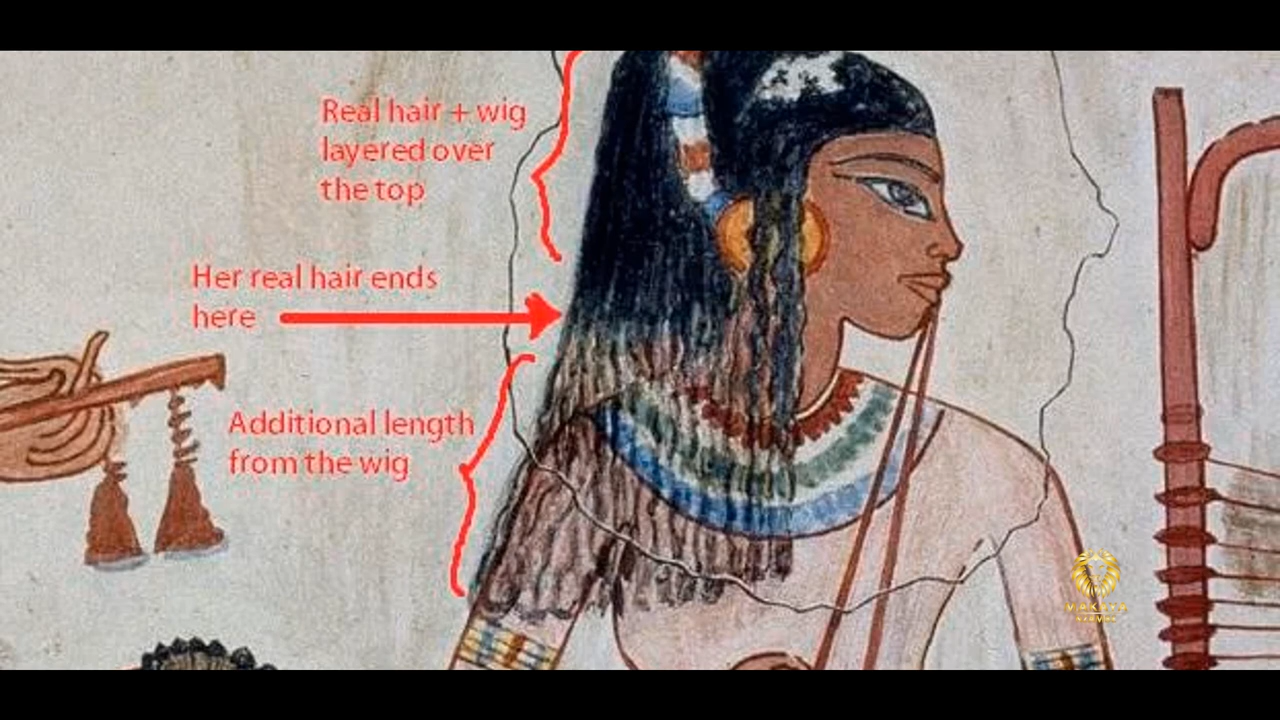 Real hair + wig
layered over
the top
Her real hair ends
here
Additional length
from the wig